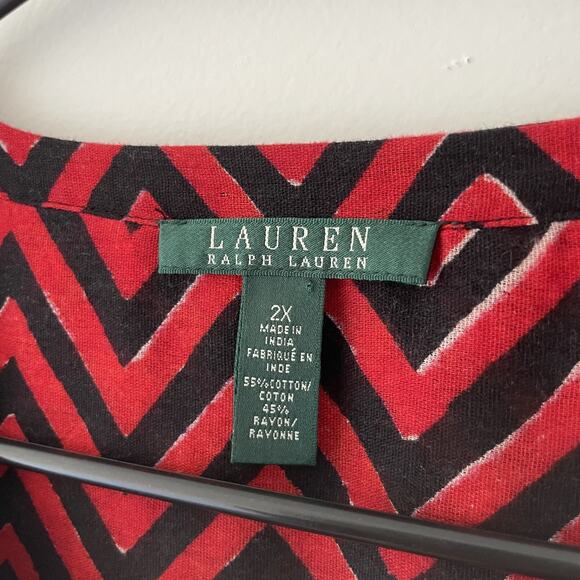 LAUREN
RALPH LAUREN
2X
MADE IN
INDIA
FABRIQUÉ EN
INDE
55% COTTON/
COTON
45%
RAYON/
RAYONNE